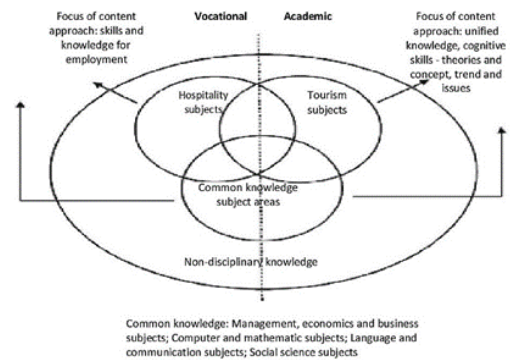 Focus of content
approach: skills and
knowledge for
employment
Vocational
Academic
Focus of content
approach: unified
knowledge, cognitive
skills - theories and
concept, trend and
issues
Hospitality
subjects
Tourism
subjects
Common knowledge
subject areas
Non-disciplinary knowledge
Common knowledge: Management, economics and business
subjects; Computer and mathematic subjects; Language and
communication subjects; Social science subjects